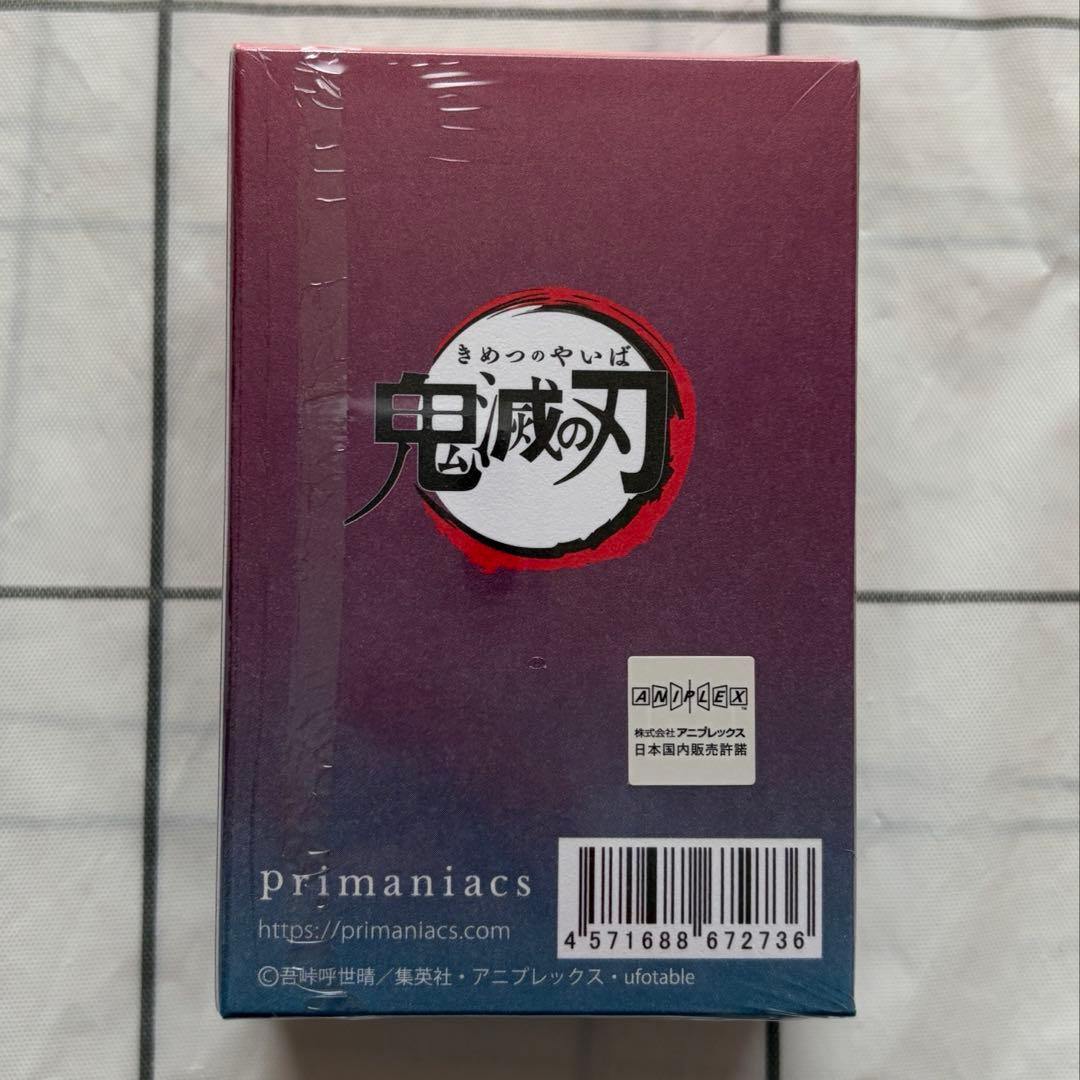 きめつのやいば
鬼滅の刃
ANIPLEX™
株式会社アニプレックス
日本国内販売許諾
primaniacs
https://primaniacs.com
4 571688 672736
©吾峠呼世晴／集英社・アニプレックス・ufotable